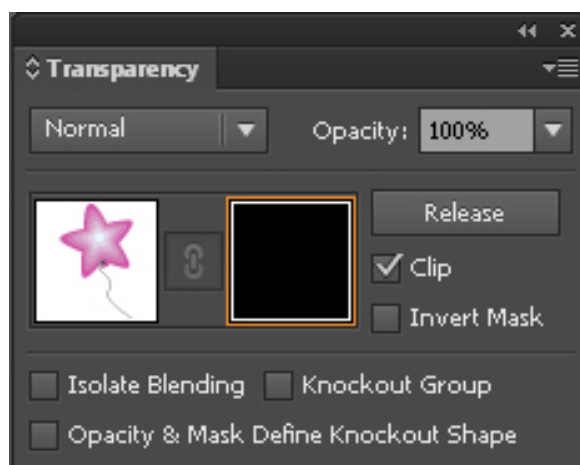 Transparency
Normal Opacity: 100%
Release
Clip
Invert Mask
Isolate Blending Knockout Group
Opacity & Mask Define Knockout Shape